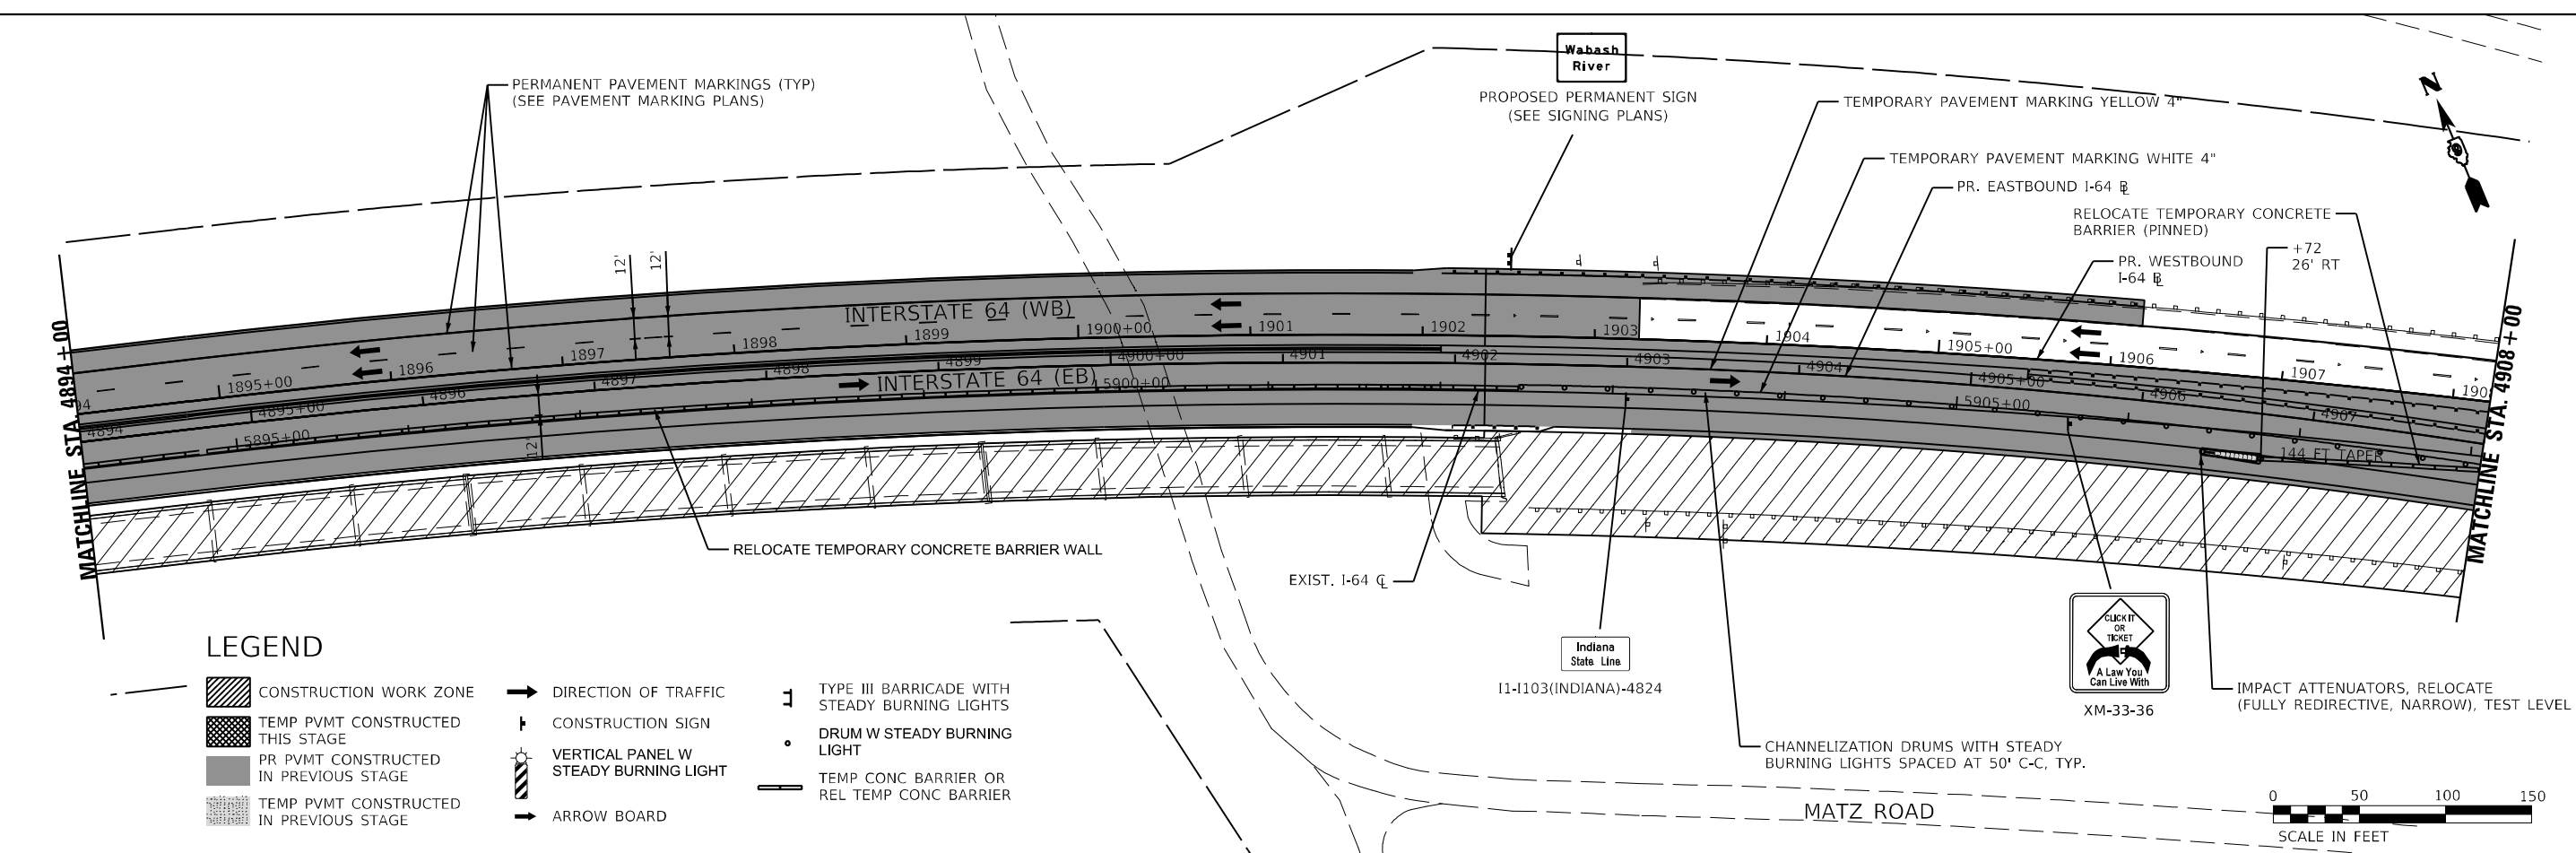 PERMANENT PAVEMENT MARKINGS (TYP)
(SEE PAVEMENT MARKING PLANS)
Wabash
River
PROPOSED PERMANENT SIGN
(SEE SIGNING PLANS)
TEMPORARY PAVEMENT MARKING YELLOW 4"
TEMPORARY PAVEMENT MARKING WHITE 4"
PR. EASTBOUND I-64 BL
RELOCATE TEMPORARY CONCRETE
BARRIER (PINNED)
+72
26' RT
PR. WESTBOUND
I-64 BL
N
12'
12'
INTERSTATE 64 (WB)
1895+00
1896
1897
1898
1899
1900+00
1901
1902
1903
1904
1905+00
1906
1907
1908
4894
4895+00
4896
4897
4898
4899
4900+00
4901
4902
4903
4904
4905+00
4906
4907
INTERSTATE 64 (EB)
5895+00
5900+00
5905+00
12'
144 FT TAPER
MATCHLINE STA. 4894+00
MATCHLINE STA. 4908+00
RELOCATE TEMPORARY CONCRETE BARRIER WALL
EXIST. I-64 CL
Indiana
State Line
I1-I103(INDIANA)-4824
CLICK IT
OR
TICKET
A Law You
Can Live With
XM-33-36
IMPACT ATTENUATORS, RELOCATE
(FULLY REDIRECTIVE, NARROW), TEST LEVEL
CHANNELIZATION DRUMS WITH STEADY
BURNING LIGHTS SPACED AT 50' C-C, TYP.
MATZ ROAD
0 50 100 150
SCALE IN FEET
LEGEND
CONSTRUCTION WORK ZONE
TEMP PVMT CONSTRUCTED
THIS STAGE
PR PVMT CONSTRUCTED
IN PREVIOUS STAGE
TEMP PVMT CONSTRUCTED
IN PREVIOUS STAGE
DIRECTION OF TRAFFIC
CONSTRUCTION SIGN
VERTICAL PANEL W
STEADY BURNING LIGHT
ARROW BOARD
TYPE III BARRICADE WITH
STEADY BURNING LIGHTS
DRUM W STEADY BURNING
LIGHT
TEMP CONC BARRIER OR
REL TEMP CONC BARRIER